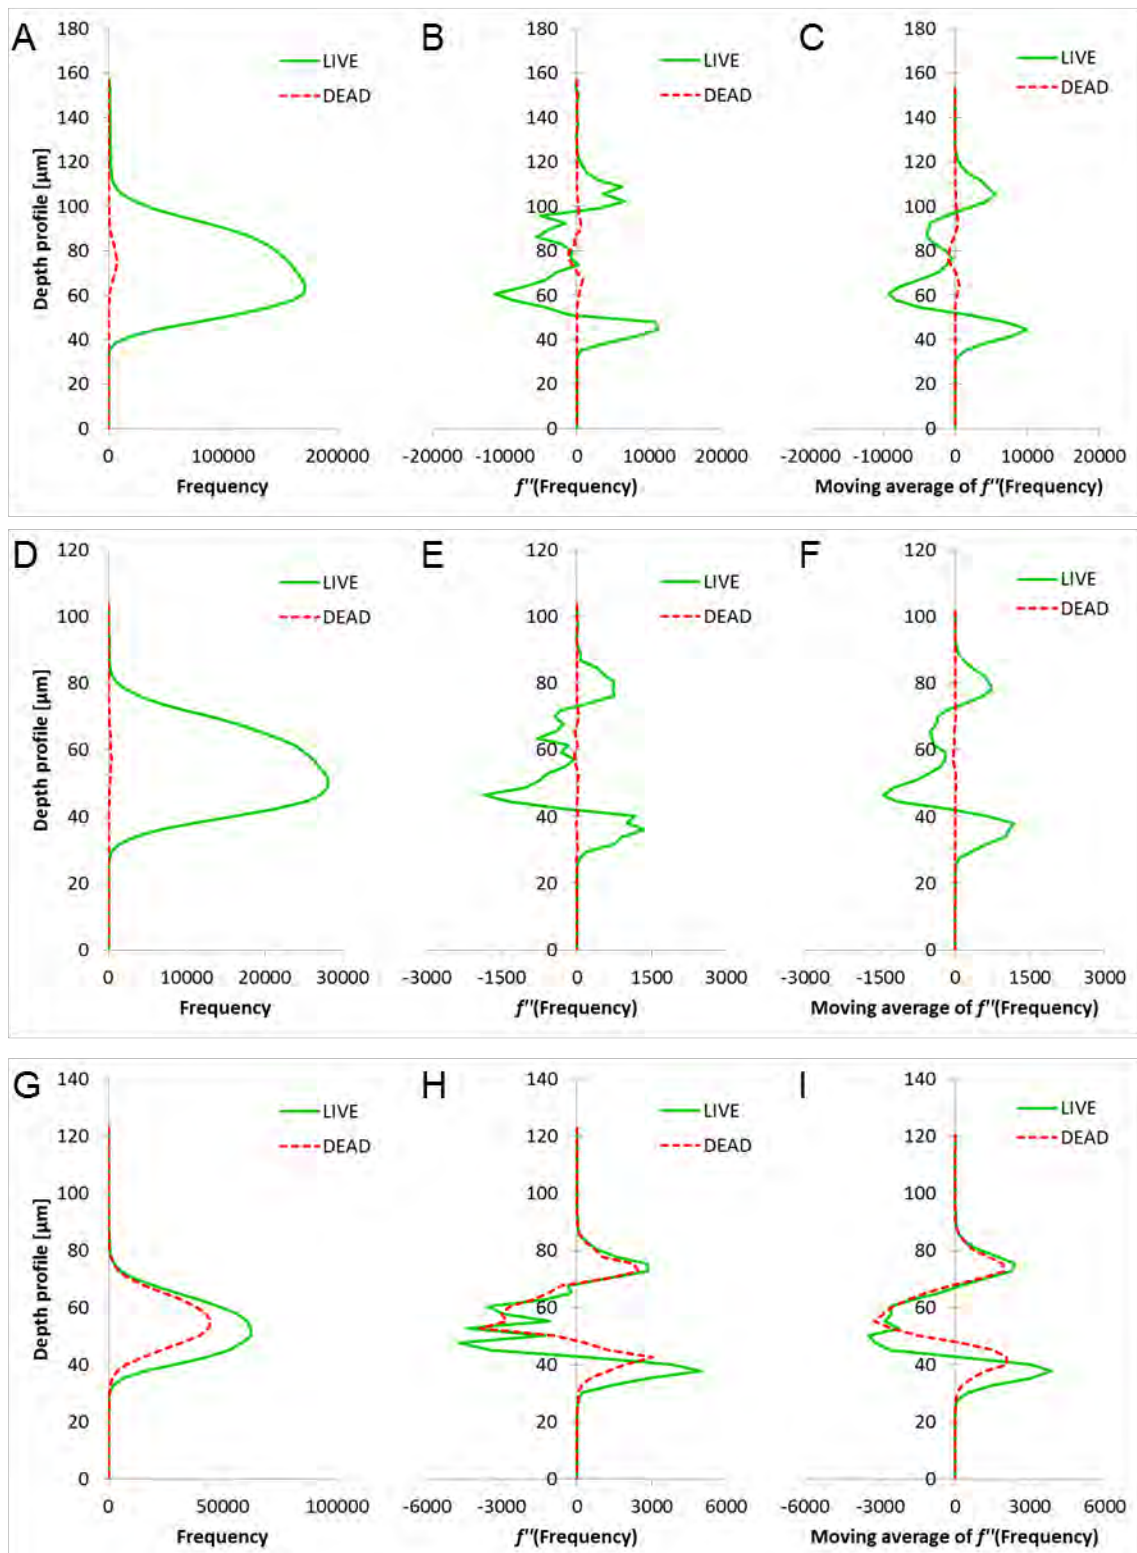 A
180
160
140
120
100
80
60
40
20
0
Depth profile [µm]
LIVE
DEAD
0 100000 200000
Frequency
B
180
160
140
120
100
80
60
40
20
0
LIVE
DEAD
-20000 -10000 0 10000 20000
f''(Frequency)
C
180
160
140
120
100
80
60
40
20
0
LIVE
DEAD
-20000 -10000 0 10000 20000
Moving average of f''(Frequency)
D
120
100
80
60
40
20
0
Depth profile [µm]
LIVE
DEAD
0 10000 20000 30000
Frequency
E
120
100
80
60
40
20
0
LIVE
DEAD
-3000 -1500 0 1500 3000
f''(Frequency)
F
120
100
80
60
40
20
0
LIVE
DEAD
-3000 -1500 0 1500 3000
Moving average of f''(Frequency)
G
140
120
100
80
60
40
20
0
Depth profile [µm]
LIVE
DEAD
0 50000 100000
Frequency
H
140
120
100
80
60
40
20
0
LIVE
DEAD
-6000 -3000 0 3000 6000
f''(Frequency)
I
140
120
100
80
60
40
20
0
LIVE
DEAD
-6000 -3000 0 3000 6000
Moving average of f''(Frequency)